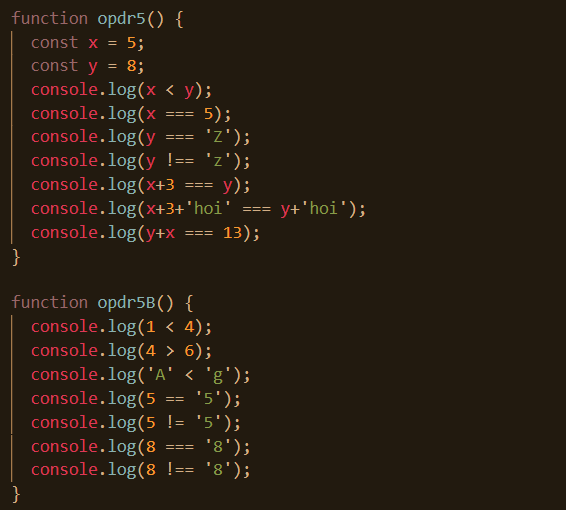 function opdr5() {
  const x = 5;
  const y = 8;
  console.log(x < y);
  console.log(x === 5);
  console.log(y === 'Z');
  console.log(y !== 'z');
  console.log(x+3 === y);
  console.log(x+3+'hoi' === y+'hoi');
  console.log(y+x === 13);
}

function opdr5B() {
  console.log(1 < 4);
  console.log(4 > 6);
  console.log('A' < 'g');
  console.log(5 == '5');
  console.log(5 != '5');
  console.log(8 === '8');
  console.log(8 !== '8');
}